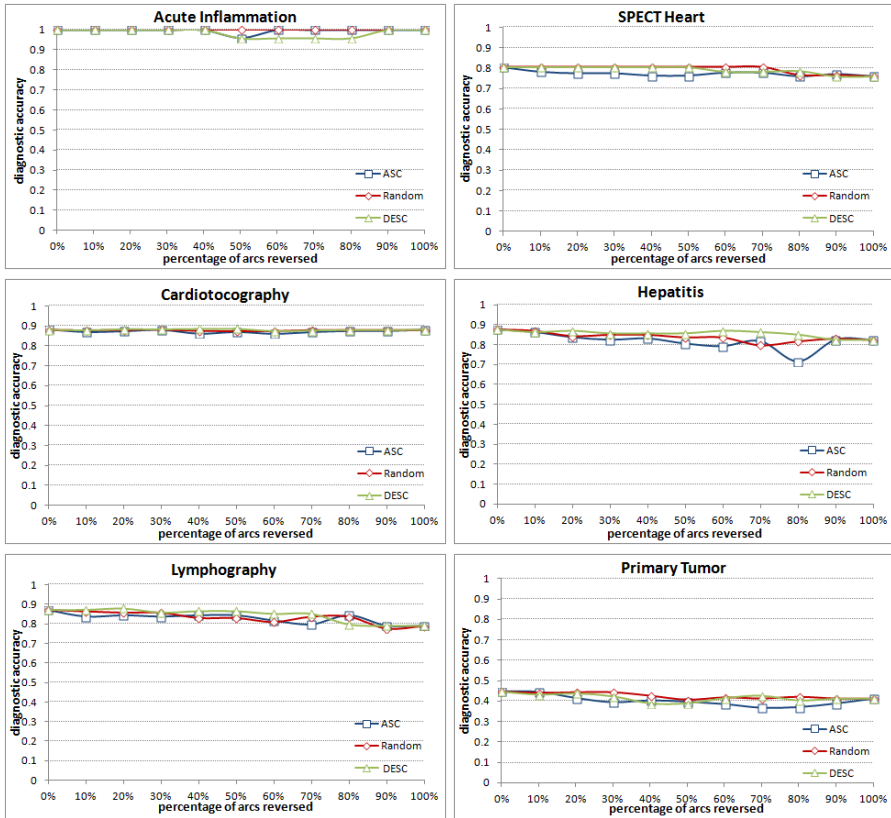 Acute Inflammation
diagnostic accuracy
1
0.9
0.8
0.7
0.6
0.5
0.4
0.3
0.2
0.1
0
ASC
Random
DESC
0% 10% 20% 30% 40% 50% 60% 70% 80% 90% 100%
percentage of arcs reversed
SPECT Heart
diagnostic accuracy
1
0.9
0.8
0.7
0.6
0.5
0.4
0.3
0.2
0.1
0
ASC
Random
DESC
0% 10% 20% 30% 40% 50% 60% 70% 80% 90% 100%
percentage of arcs reversed
Cardiotocography
diagnostic accuracy
1
0.9
0.8
0.7
0.6
0.5
0.4
0.3
0.2
0.1
0
ASC
Random
DESC
0% 10% 20% 30% 40% 50% 60% 70% 80% 90% 100%
percentage of arcs reversed
Hepatitis
diagnostic accuracy
1
0.9
0.8
0.7
0.6
0.5
0.4
0.3
0.2
0.1
0
ASC
Random
DESC
0% 10% 20% 30% 40% 50% 60% 70% 80% 90% 100%
percentage of arcs reversed
Lymphography
diagnostic accuracy
1
0.9
0.8
0.7
0.6
0.5
0.4
0.3
0.2
0.1
0
ASC
Random
DESC
0% 10% 20% 30% 40% 50% 60% 70% 80% 90% 100%
percentage of arcs reversed
Primary Tumor
diagnostic accuracy
1
0.9
0.8
0.7
0.6
0.5
0.4
0.3
0.2
0.1
0
ASC
Random
DESC
0% 10% 20% 30% 40% 50% 60% 70% 80% 90% 100%
percentage of arcs reversed